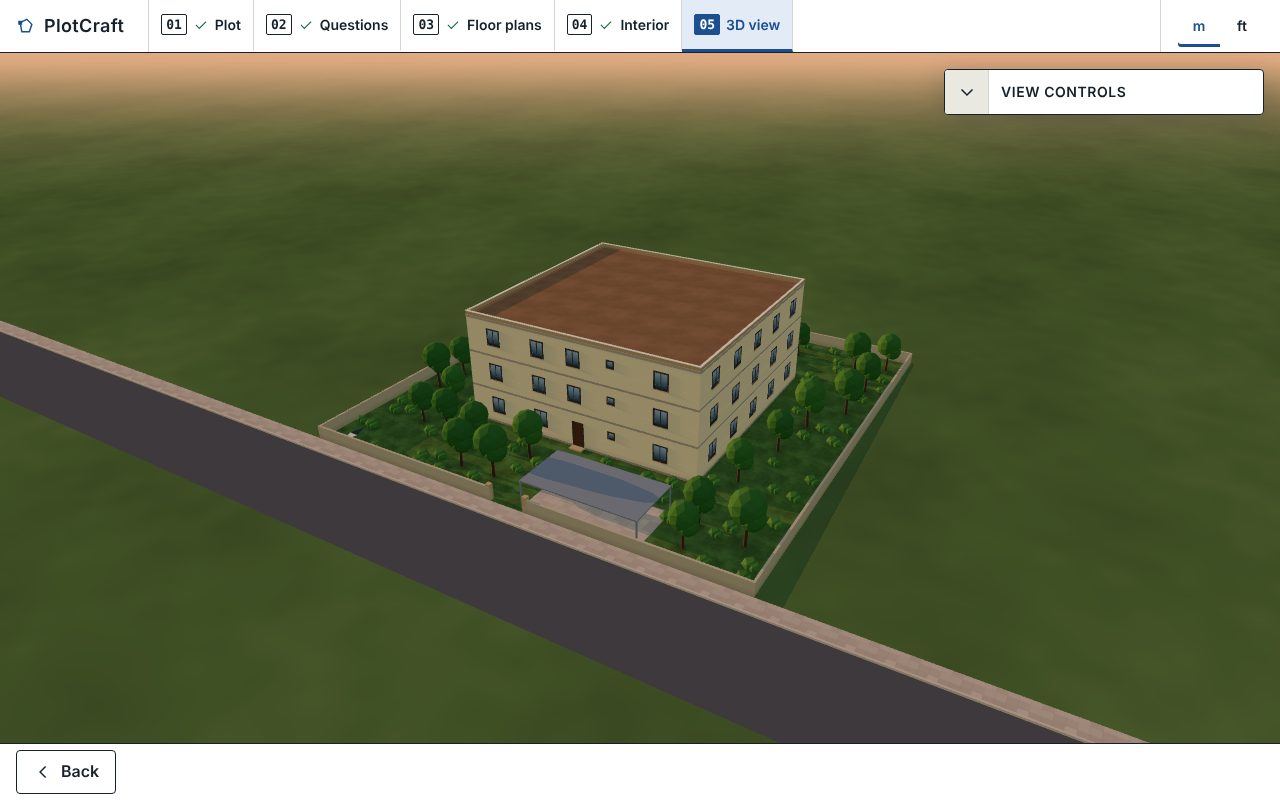 PlotCraft
01 Plot
02 Questions
03 Floor plans
04 Interior
05 3D view
m
ft
VIEW CONTROLS
Back